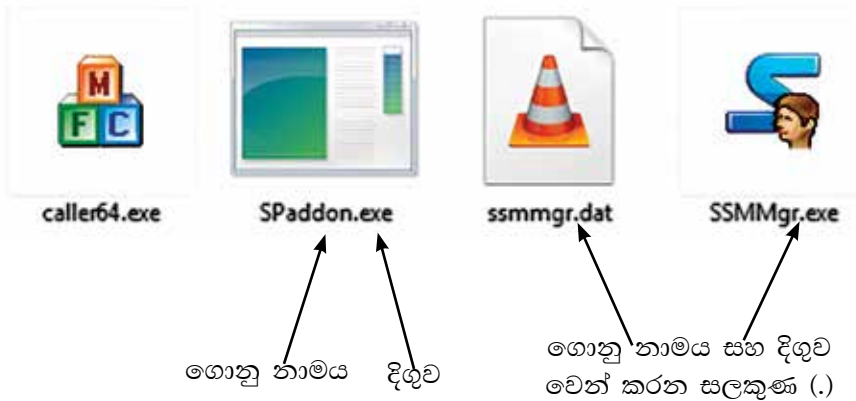 M
F C
caller64.exe SPaddon.exe ssmmgr.dat SSMMgr.exe
ගොනු නාමය දිගුව
ගොනු නාමය සහ දිගුව
වෙන් කරන සලකුණ (.)